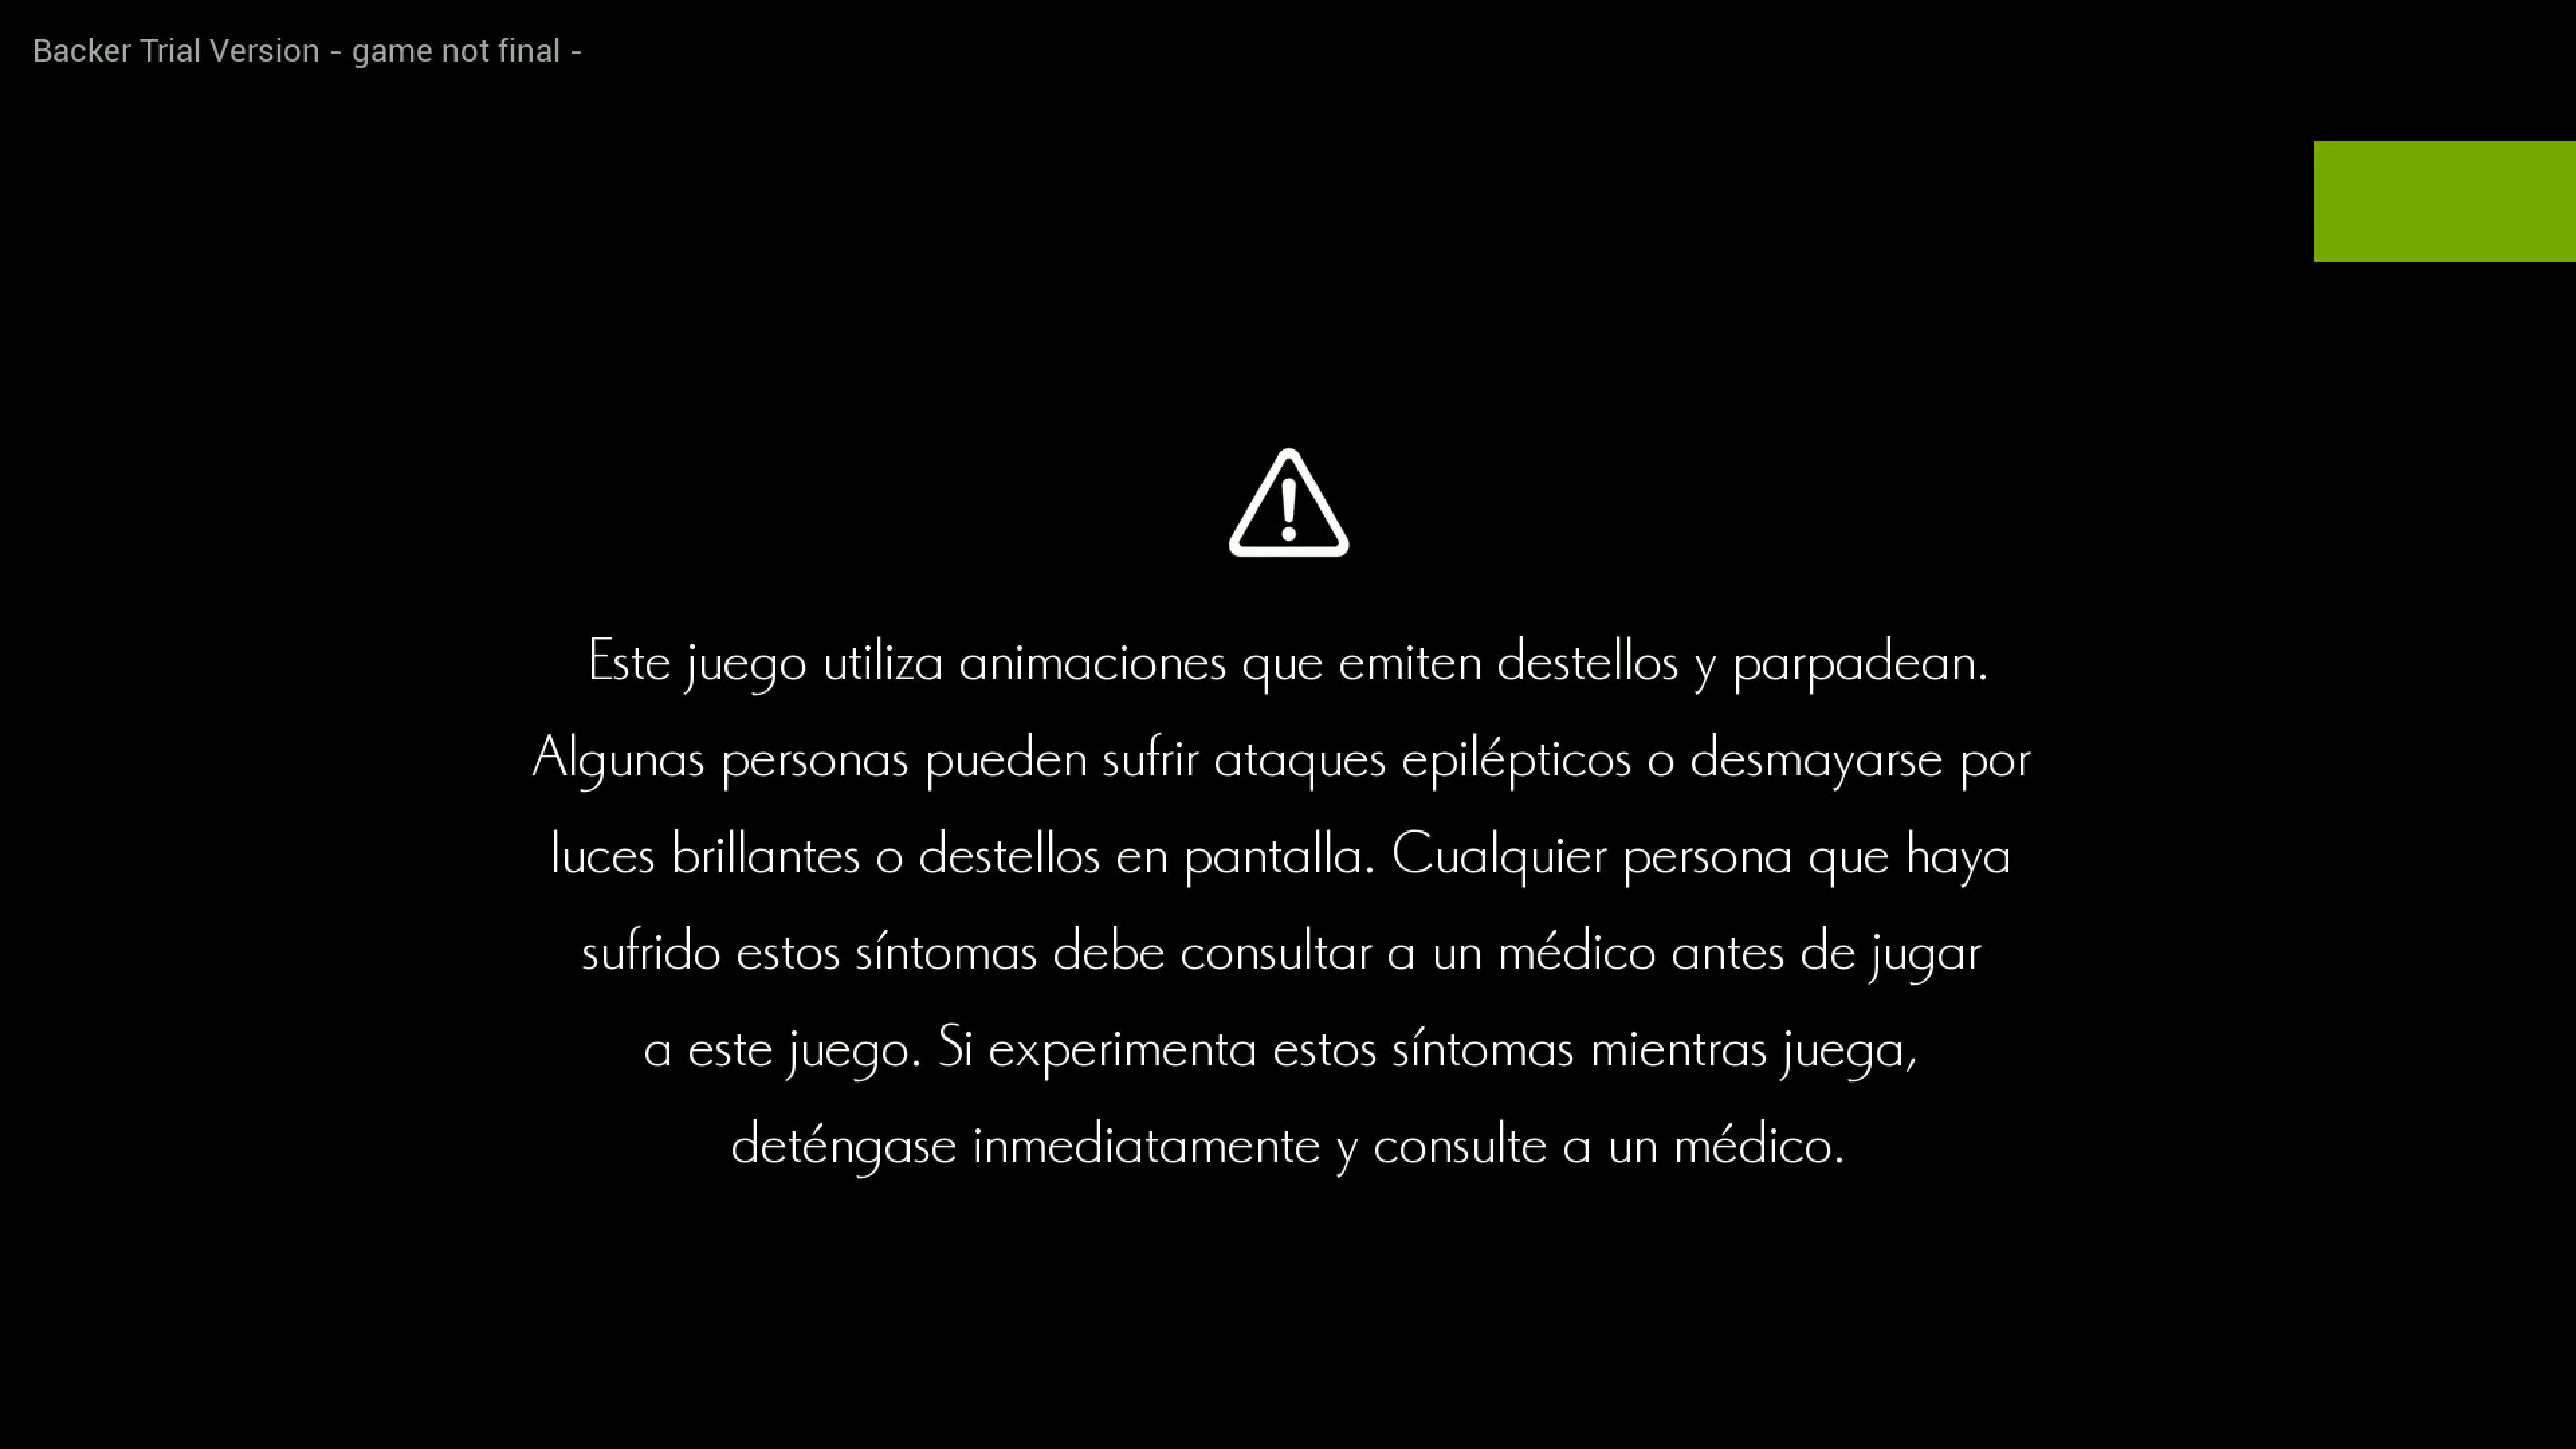 Backer Trial Version - game not final -
Este juego utiliza animaciones que emiten destellos y parpadean.
Algunas personas pueden sufrir ataques epilépticos o desmayarse por
luces brillantes o destellos en pantalla. Cualquier persona que haya
sufrido estos síntomas debe consultar a un médico antes de jugar
a este juego. Si experimenta estos síntomas mientras juega,
deténgase inmediatamente y consulte a un médico.